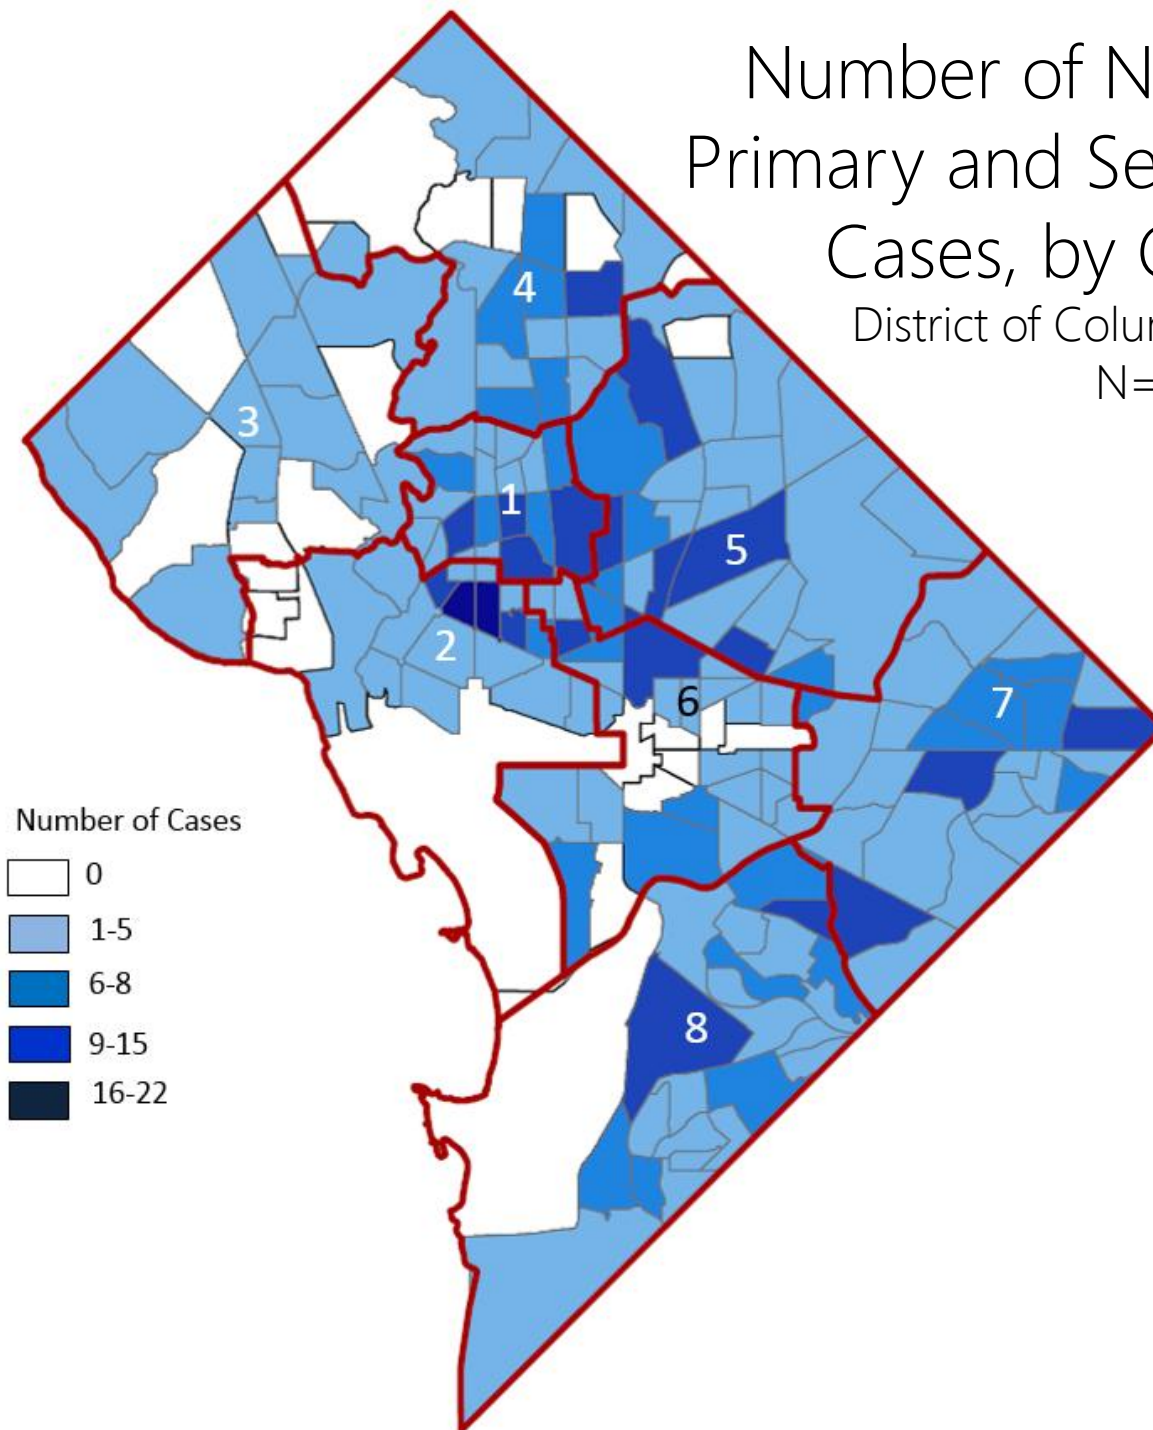 Number of N
Primary and Se
Cases, by
District of Colu
N=
4
3
1
5
2
6
7
8
Number of Cases
0
1-5
6-8
9-15
16-22